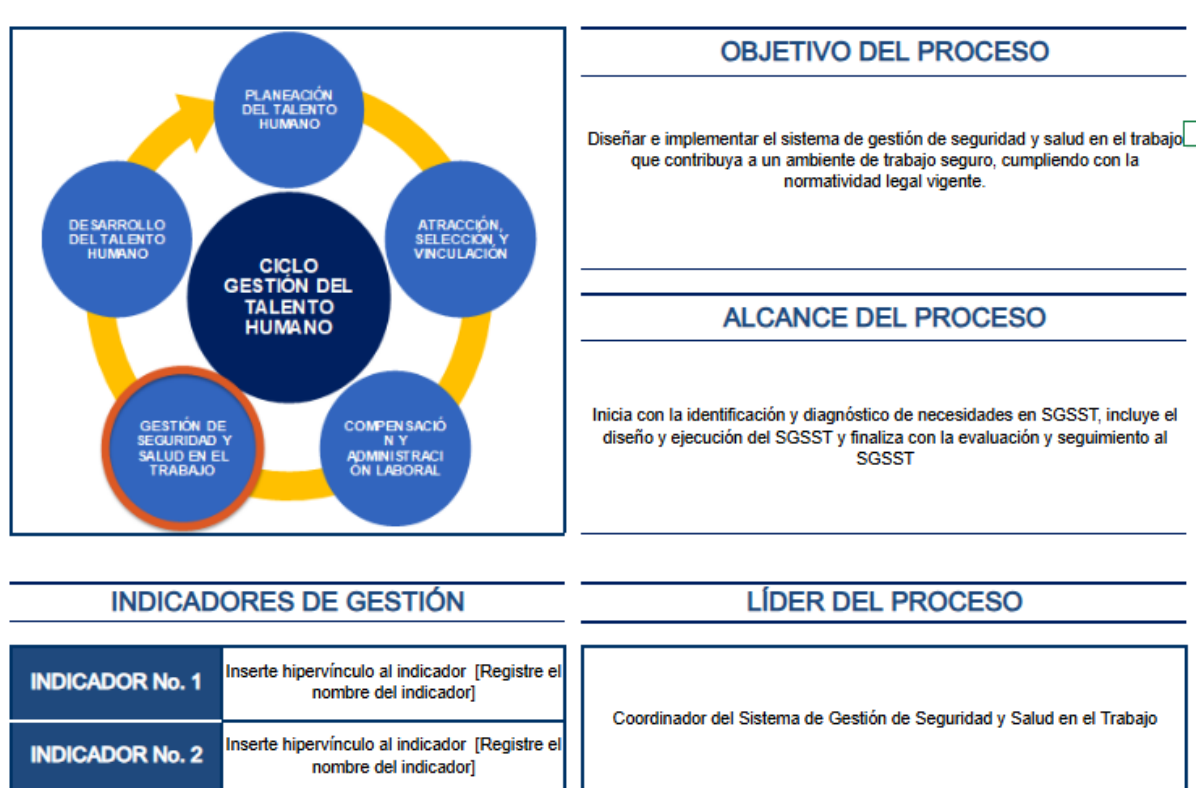 PLANEACIÓN
DEL TALENTO
HUMANO
DESARROLLO
DEL TALENTO
HUMANO
ATRACCIÓN,
SELECCIÓN, Y
VINCULACIÓN
CICLO
GESTIÓN DEL
TALENTO
HUMANO
GESTIÓN DE
SEGURIDAD Y
SALUD EN EL
TRABAJO
COMPENSACIÓ
N Y
ADMINISTRACI
ÓN LABORAL
OBJETIVO DEL PROCESO
Diseñar e implementar el sistema de gestión de seguridad y salud en el trabajo
que contribuya a un ambiente de trabajo seguro, cumpliendo con la
normatividad legal vigente.
ALCANCE DEL PROCESO
Inicia con la identificación y diagnóstico de necesidades en SGSST, incluye el
diseño y ejecución del SGSST y finaliza con la evaluación y seguimiento al
SGSST
INDICADORES DE GESTIÓN
INDICADOR No. 1
Inserte hipervínculo al indicador [Registre el
nombre del indicador]
INDICADOR No. 2
Inserte hipervínculo al indicador [Registre el
nombre del indicador]
LÍDER DEL PROCESO
Coordinador del Sistema de Gestión de Seguridad y Salud en el Trabajo